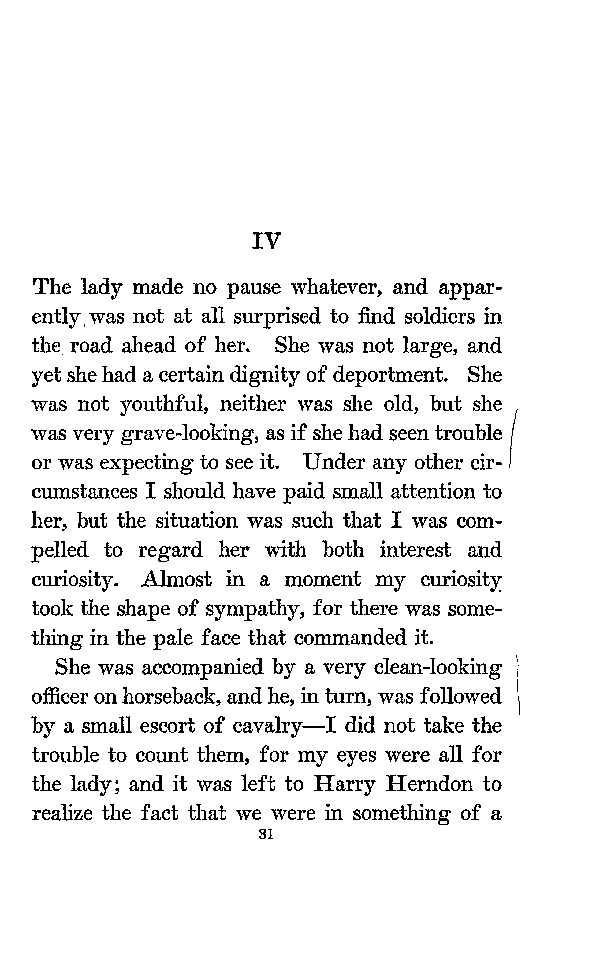 IV
The lady made no pause whatever, and appar-
ently was not at all surprised to find soldiers in
the road ahead of her. She was not large, and
yet she had a certain dignity of deportment. She
was not youthful, neither was she old, but she
was very grave-looking, as if she had seen trouble
or was expecting to see it. Under any other cir-
cumstances I should have paid small attention to
her, but the situation was such that I was com-
pelled to regard her with both interest and
curiosity. Almost in a moment my curiosity
took the shape of sympathy, for there was some-
thing in the pale face that commanded it.
She was accompanied by a very clean-looking
officer on horseback, and he, in turn, was followed
by a small escort of cavalry—I did not take the
trouble to count them, for my eyes were all for
the lady; and it was left to Harry Herndon to
realize the fact that we were in something of a
31